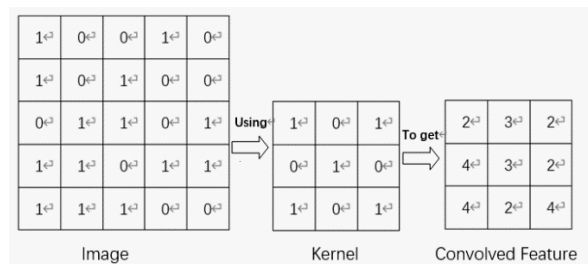 1 0 0 1 0
1 0 1 0 0
0 1 1 0 1
1 1 0 1 1
1 1 1 0 0
Image
Using
1 0 1
0 1 0
1 0 1
Kernel
To get
2 3 2
4 3 2
4 2 4
Convolved Feature